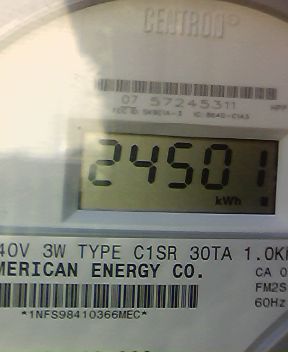 CENTRON®
07 57245311
24501
kWh
40V 3W TYPE C1SR 30TA 1.0K
MERICAN ENERGY CO.
CA 0
FM2S
60Hz
*1NFS98410366MEC*